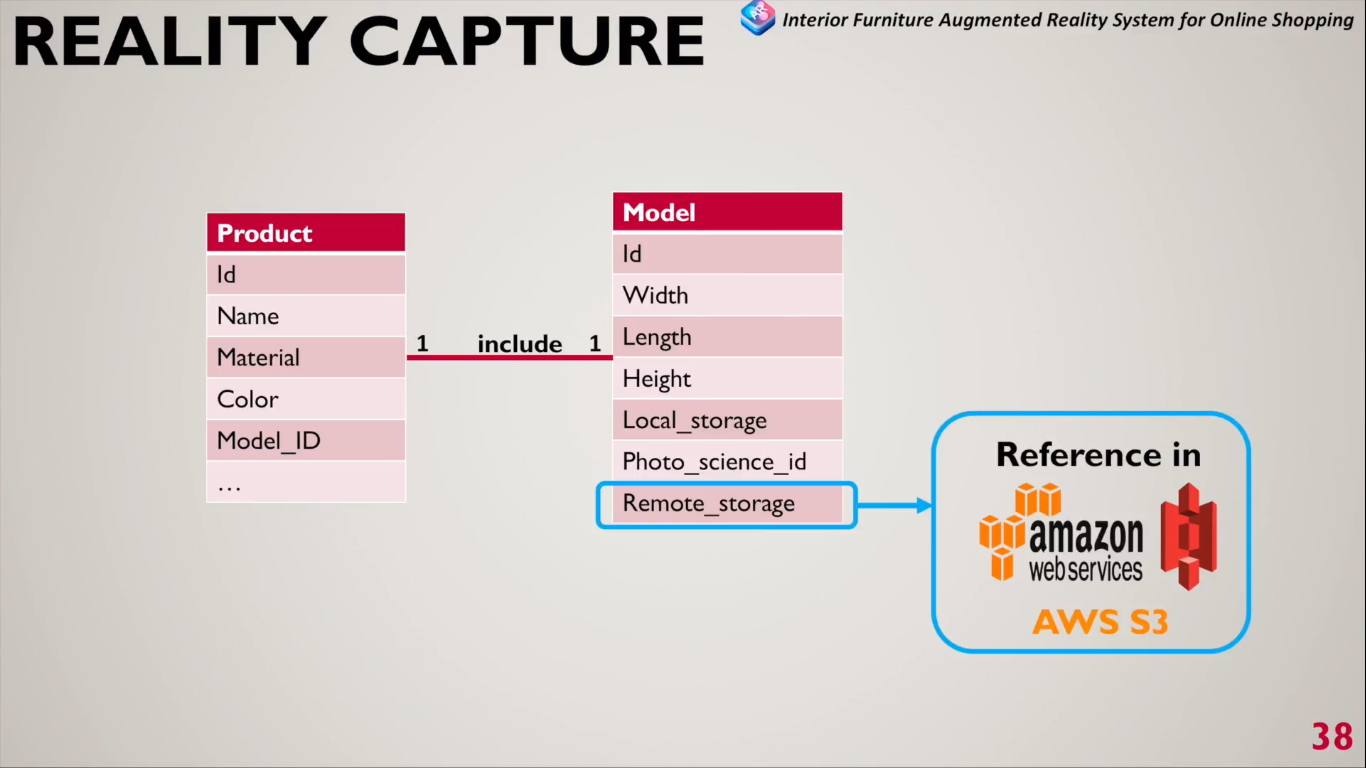 REALITY CAPTURE
Interior Furniture Augmented Reality System for Online Shopping
Product
Id
Name
Material
Color
Model_ID
...
1 include 1
Model
Id
Width
Length
Height
Local_storage
Photo_science_id
Remote_storage
Reference in
amazon
webservices
AWS S3
38